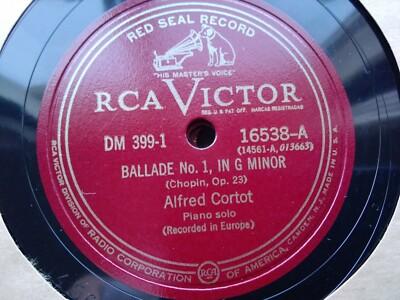 RED SEAL RECORD
"HIS MASTER'S VOICE"
RCA VICTOR
REG. U. S. PAT. OFF. MARCAS REGISTRADAS
DM 399-1
16538-A
(14561-A, 013663)
BALLADE No. 1, IN G MINOR
(Chopin, Op. 23)
Alfred Cortot
Piano solo
(Recorded in Europe)
RCA VICTOR DIVISION OF RADIO CORPORATION OF AMERICA, CAMDEN, N.J. MADE IN U.S.A.
RCA